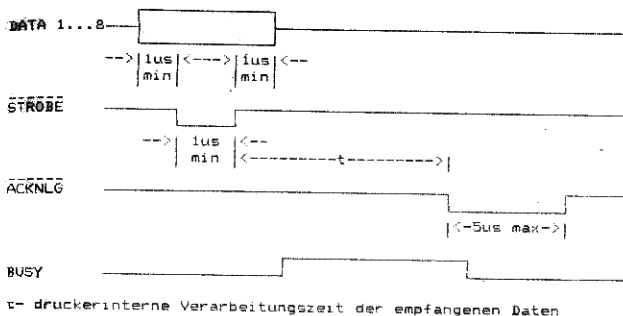 DATA 1...8
-->|1us|<--->|1us|<--
min min
STROBE
-->|1us|<--
min |<---------t--------->|
ACKNLG
|<-5us max->|
BUSY
t- druckerinterne Verarbeitungszeit der empfangenen Daten